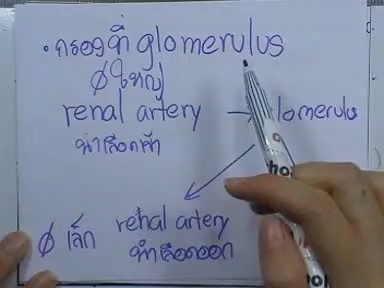 • กรองที่ glomerulus
Ø ใหญ่
renal artery → glomerulus
นำเลือดเข้า
Ø เล็ก renal artery
นำเลือดออก